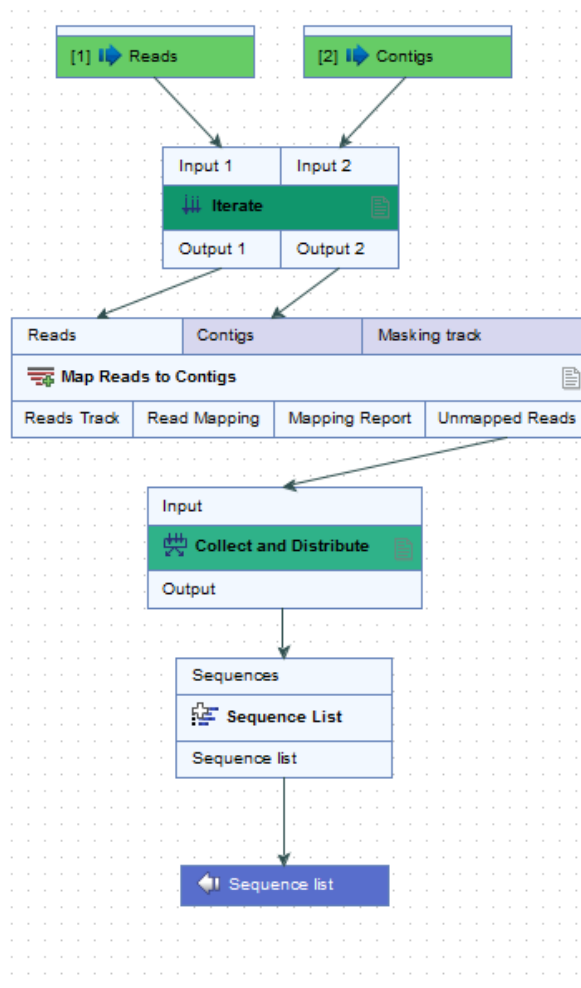 [1] Reads [2] Contigs
Input 1 Input 2
Iterate
Output 1 Output 2
Reads Contigs Masking track
Map Reads to Contigs
Reads Track Read Mapping Mapping Report Unmapped Reads
Input
Collect and Distribute
Output
Sequences
Sequence List
Sequence list
Sequence list